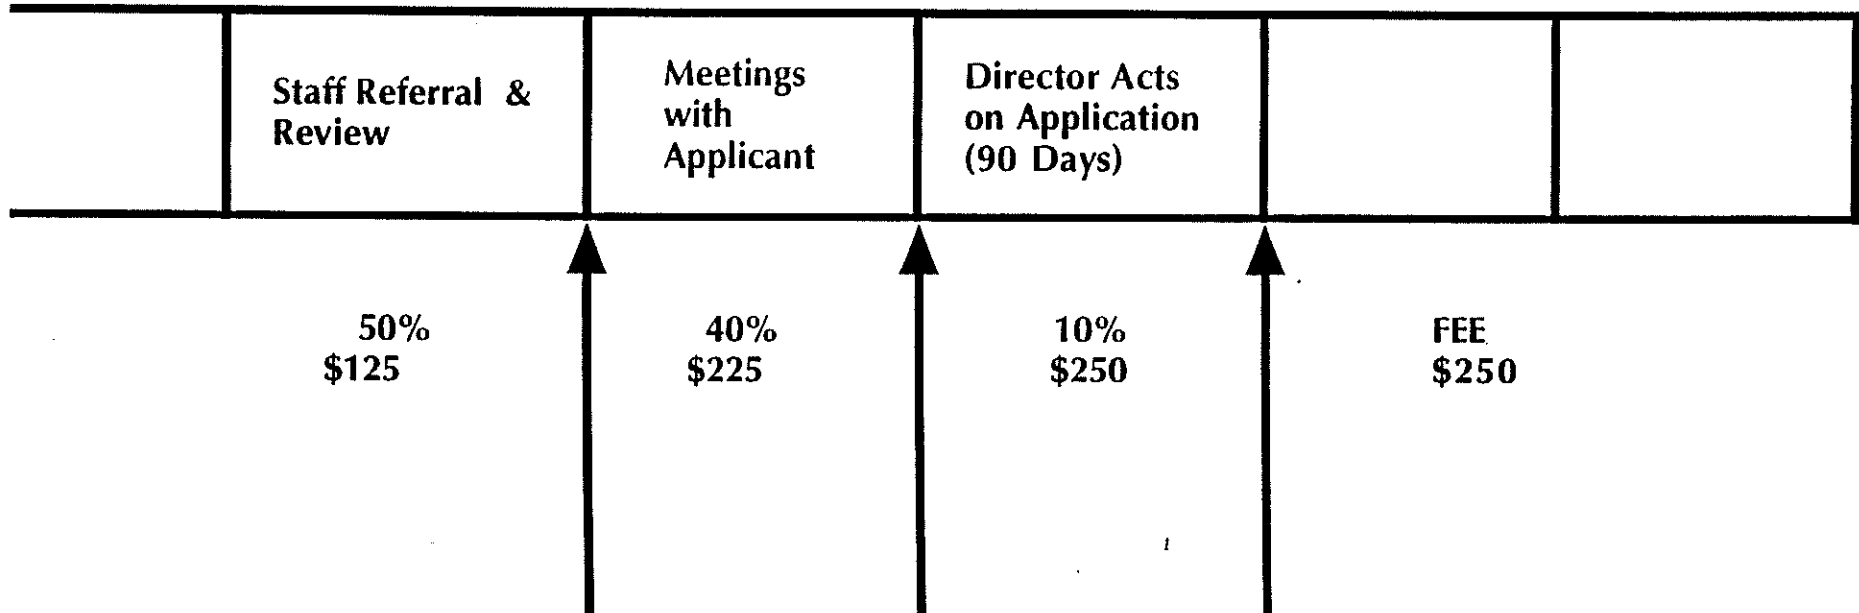 Staff Referral &
Review
Meetings
with
Applicant
Director Acts
on Application
(90 Days)
50%
$125
40%
$225
10%
$250
FEE
$250